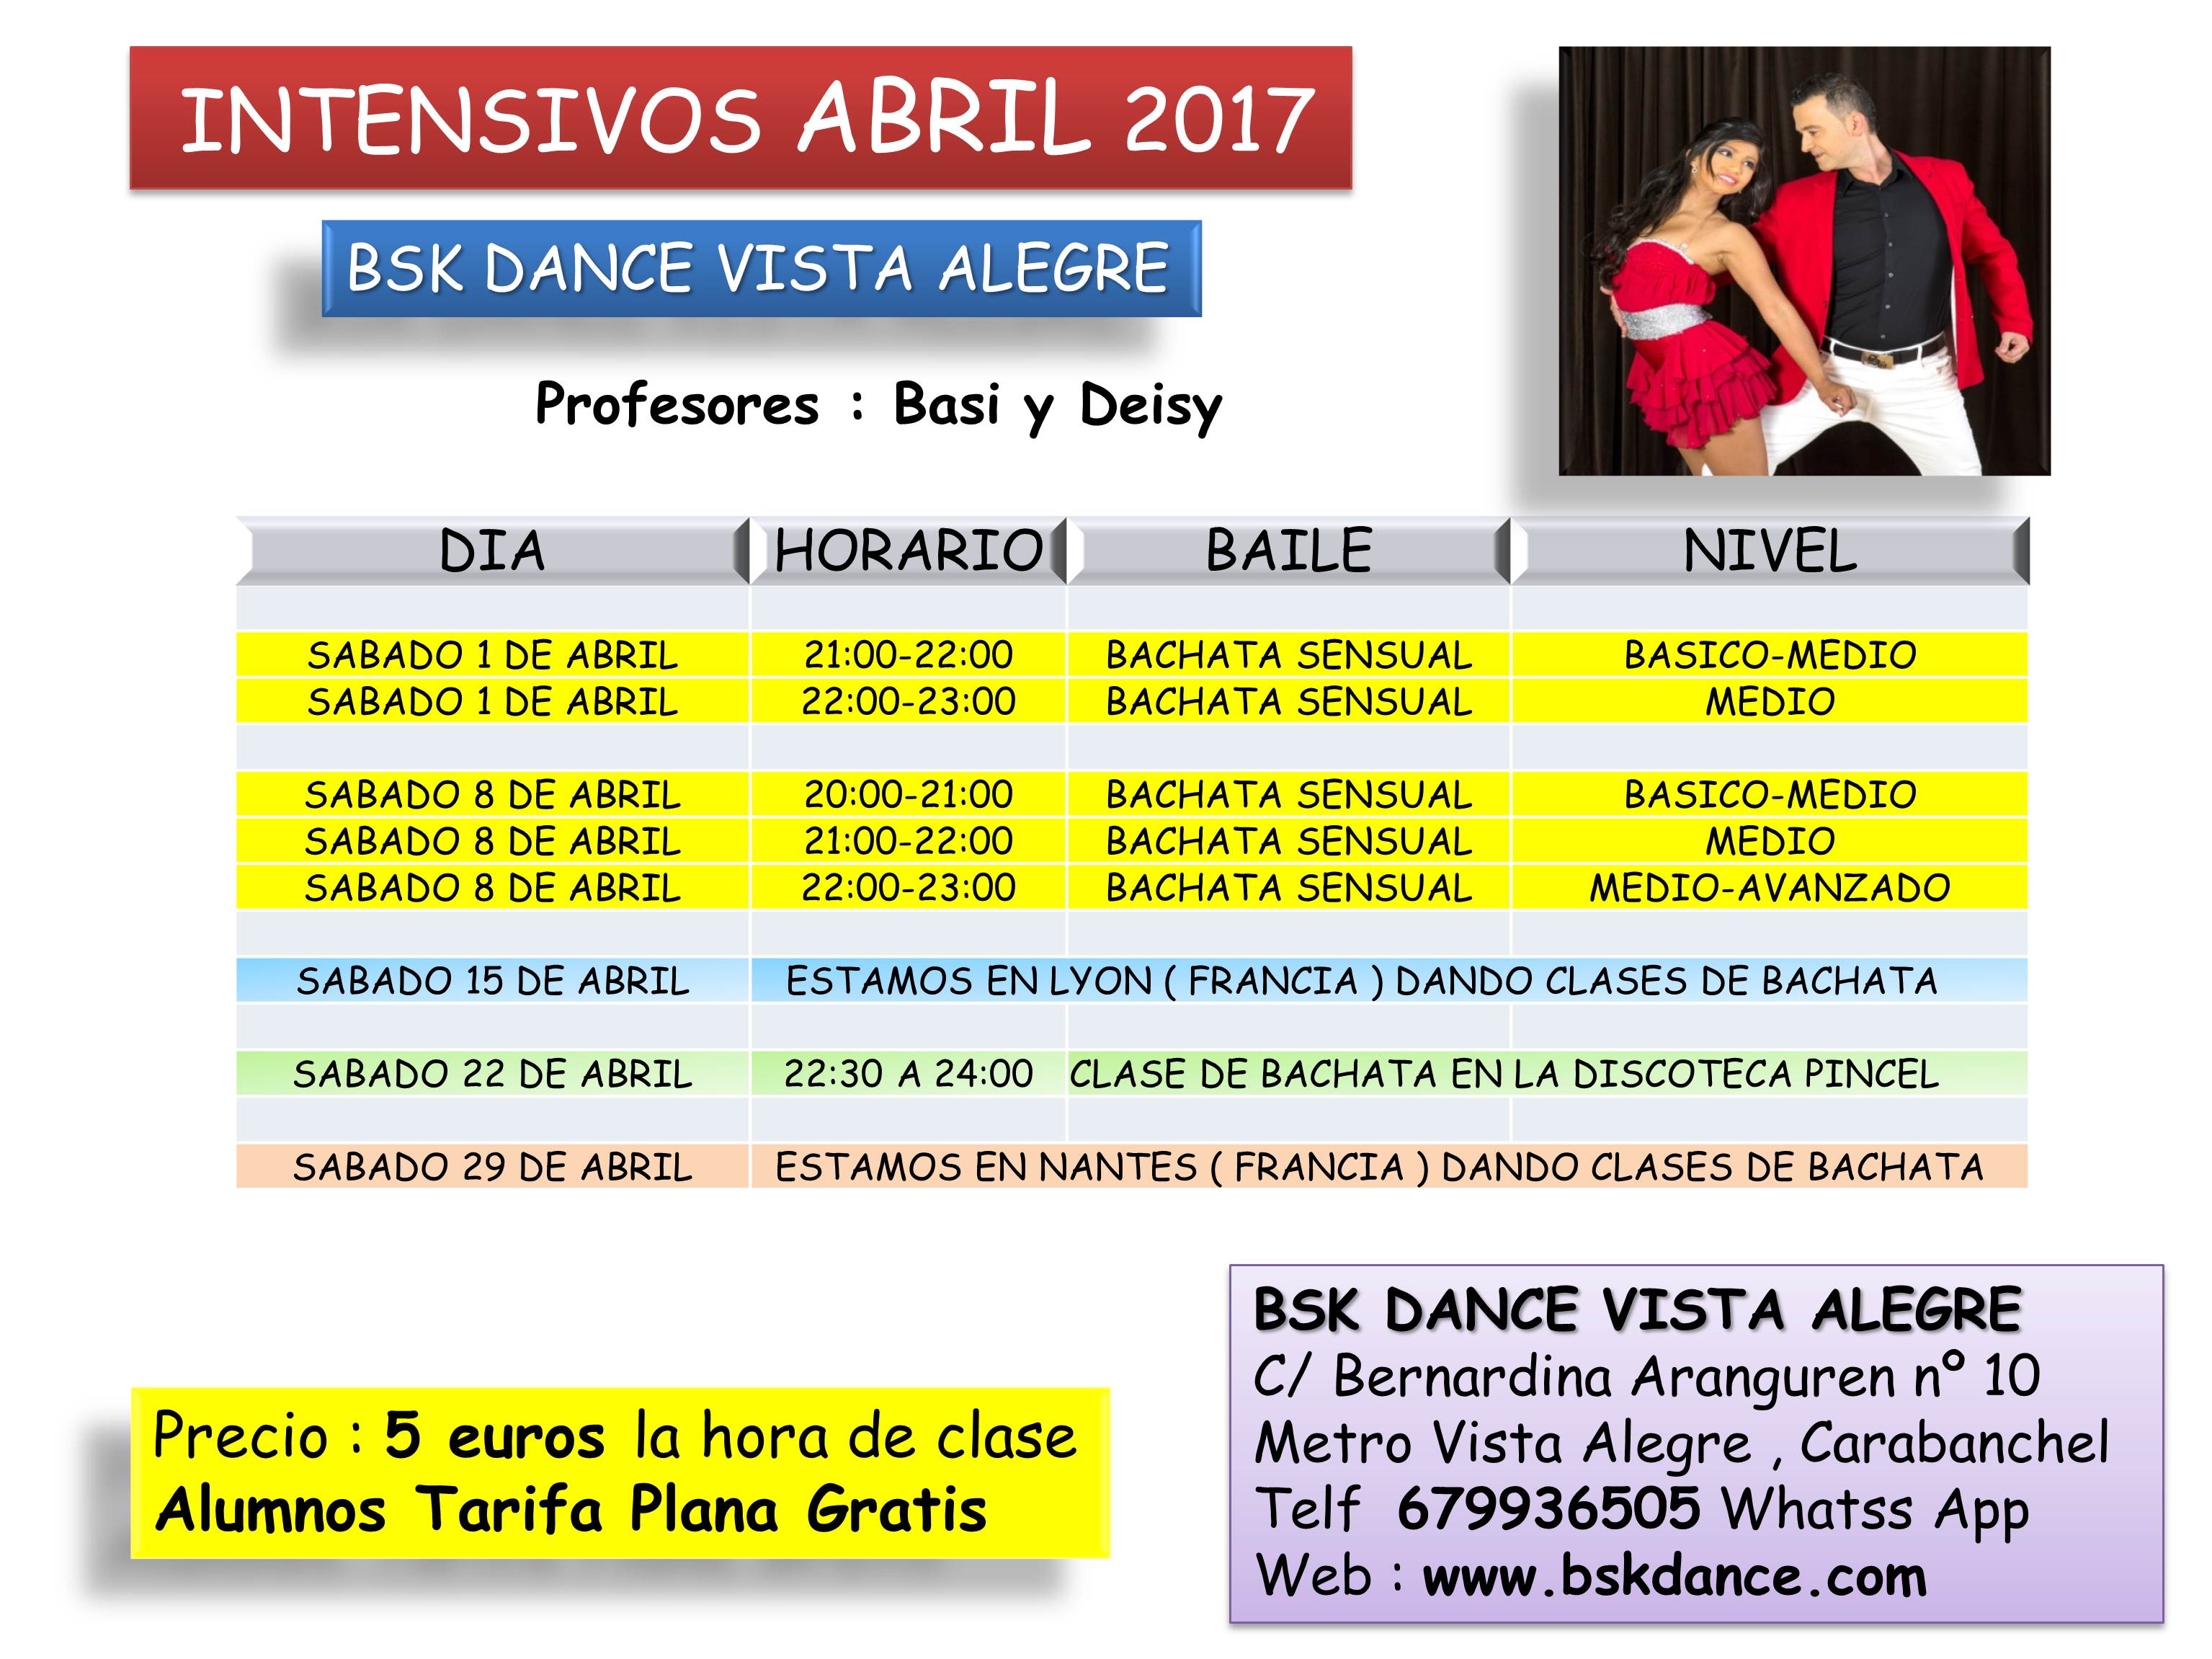 INTENSIVOS ABRIL 2017
BSK DANCE VISTA ALEGRE
Profesores : Basi y Deisy
DIA HORARIO BAILE NIVEL
SABADO 1 DE ABRIL 21:00-22:00 BACHATA SENSUAL BASICO-MEDIO
SABADO 1 DE ABRIL 22:00-23:00 BACHATA SENSUAL MEDIO
SABADO 8 DE ABRIL 20:00-21:00 BACHATA SENSUAL BASICO-MEDIO
SABADO 8 DE ABRIL 21:00-22:00 BACHATA SENSUAL MEDIO
SABADO 8 DE ABRIL 22:00-23:00 BACHATA SENSUAL MEDIO-AVANZADO
SABADO 15 DE ABRIL ESTAMOS EN LYON ( FRANCIA ) DANDO CLASES DE BACHATA
SABADO 22 DE ABRIL 22:30 A 24:00 CLASE DE BACHATA EN LA DISCOTECA PINCEL
SABADO 29 DE ABRIL ESTAMOS EN NANTES ( FRANCIA ) DANDO CLASES DE BACHATA
Precio : 5 euros la hora de clase
Alumnos Tarifa Plana Gratis
BSK DANCE VISTA ALEGRE
C/ Bernardina Aranguren nº 10
Metro Vista Alegre , Carabanchel
Telf 679936505 Whatss App
Web : www.bskdance.com